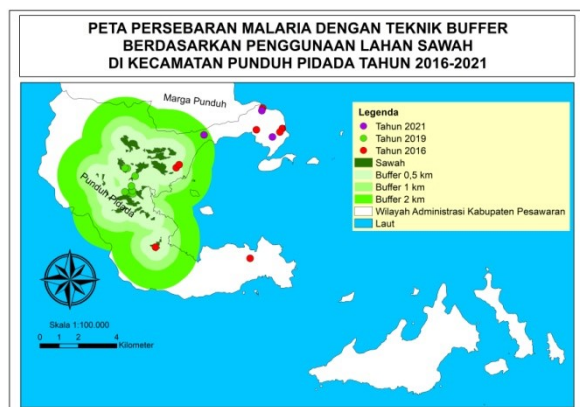 PETA PERSEBARAN MALARIA DENGAN TEKNIK BUFFER
BERDASARKAN PENGGUNAAN LAHAN SAWAH
DI KECAMATAN PUNDUH PIDADA TAHUN 2016-2021
Marga Punduh
Punduh Pidada
Legenda
Tahun 2021
Tahun 2019
Tahun 2016
Sawah
Buffer 0,5 km
Buffer 1 km
Buffer 2 km
Wilayah Administrasi Kabupaten Pesawaran
Laut
Skala 1:100.000
0 1 2 4
Kilometer